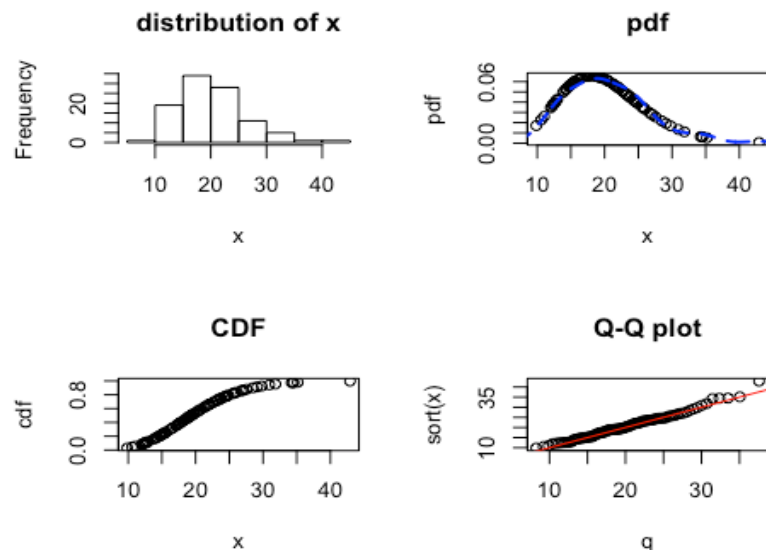 distribution of x
Frequency
0 20
10 20 30 40
x
pdf
pdf
0.00 0.06
10 20 30 40
x
CDF
cdf
0.0 0.8
10 20 30 40
x
Q-Q plot
sort(x)
10 35
10 20 30
q